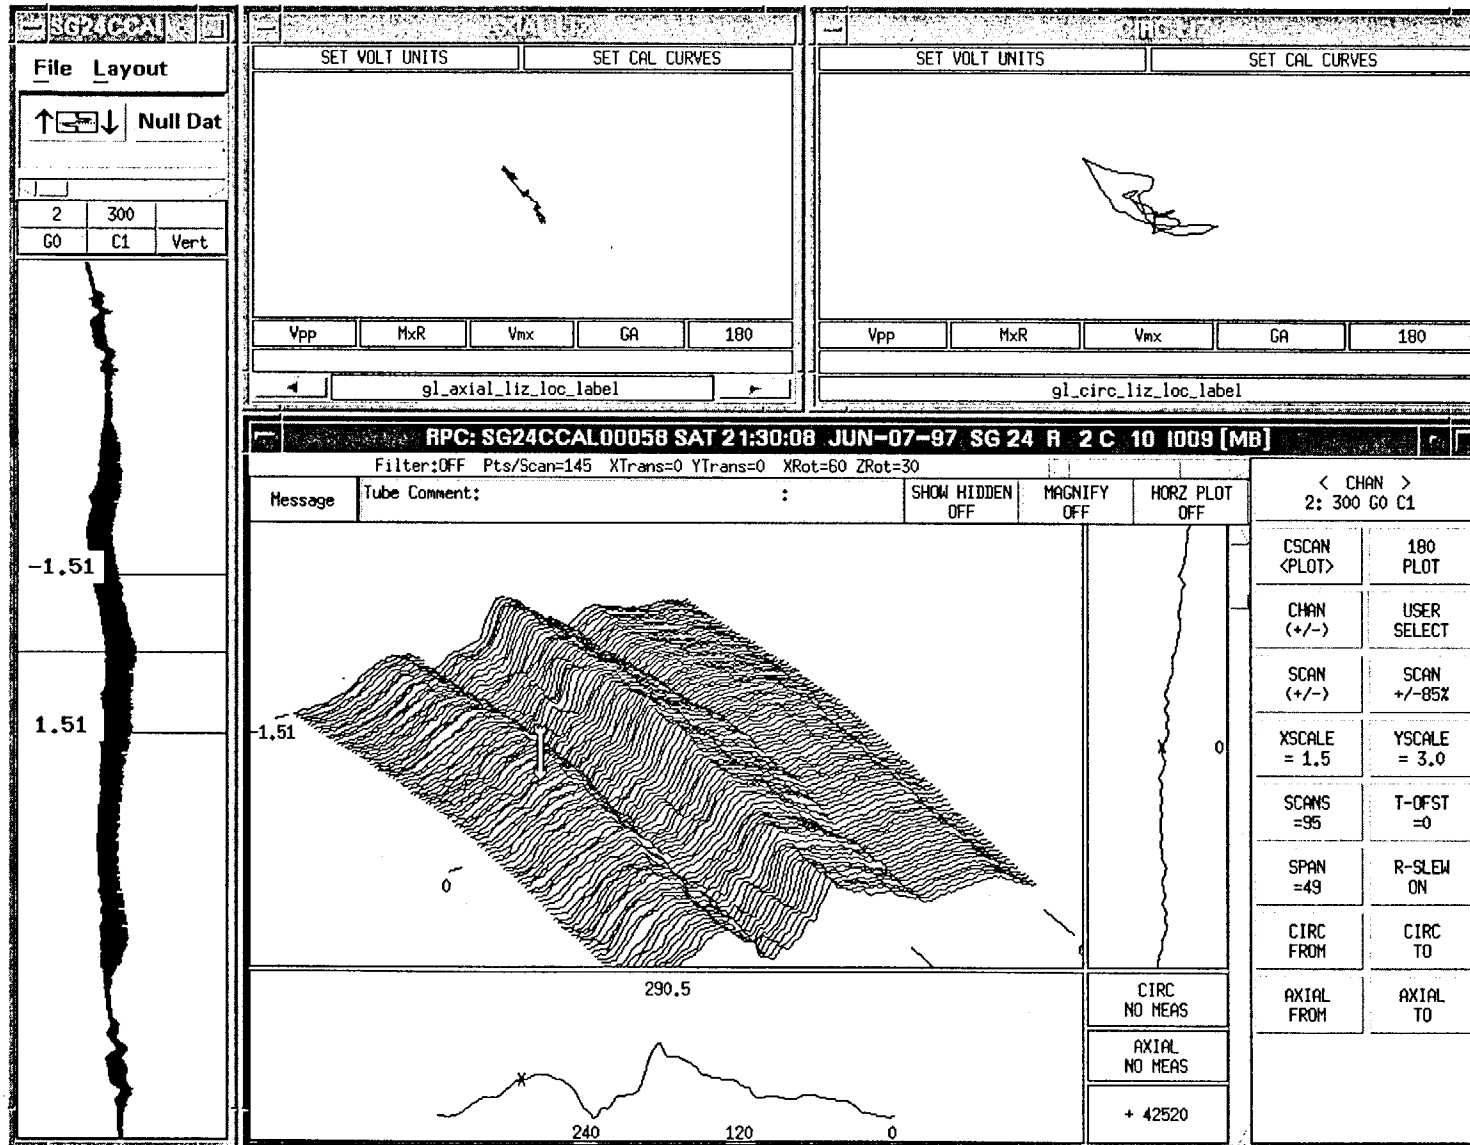 SG24CCAL
File Layout
Null Dat
2 300
G0 C1 Vert
-1.51
1.51
SET VOLT UNITS SET CAL CURVES
Vpp MxR Vmx GA 180
gl_axial_liz_loc_label
SET VOLT UNITS SET CAL CURVES
Vpp MxR Vmx GA 180
gl_circ_liz_loc_label
RPC: SG24CCAL00058 SAT 21:30:08 JUN-07-97 SG 24 R 2 C 10 I009 [MB]
Filter:OFF Pts/Scan=145 XTrans=0 YTrans=0 XRot=60 ZRot=30
Message
Tube Comment: :
SHOW HIDDEN
OFF
MAGNIFY
OFF
HORZ PLOT
OFF
-1.51
0
0
290.5
240 120 0
CIRC
NO MEAS
AXIAL
NO MEAS
+ 42520
< CHAN >
2: 300 G0 C1
CSCAN
<PLOT>
180
PLOT
CHAN
(+/-)
USER
SELECT
SCAN
(+/-)
SCAN
+/-85%
XSCALE
= 1.5
YSCALE
= 3.0
SCANS
=95
T-OFST
=0
SPAN
=49
R-SLEW
ON
CIRC
FROM
CIRC
TO
AXIAL
FROM
AXIAL
TO